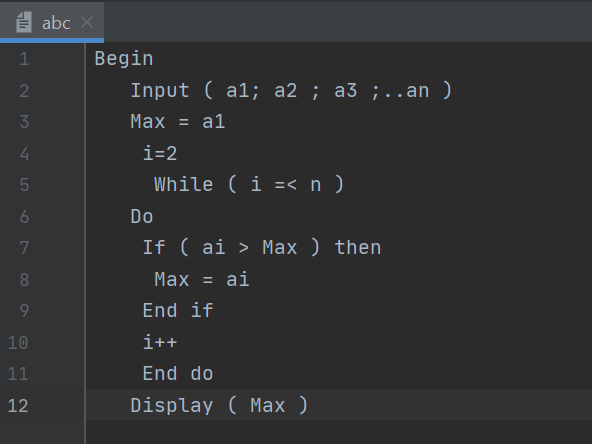 abc
1 Begin
2 Input ( a1; a2 ; a3 ;..an )
3 Max = a1
4 i=2
5 While ( i =< n )
6 Do
7 If ( ai > Max ) then
8 Max = ai
9 End if
10 i++
11 End do
12 Display ( Max )